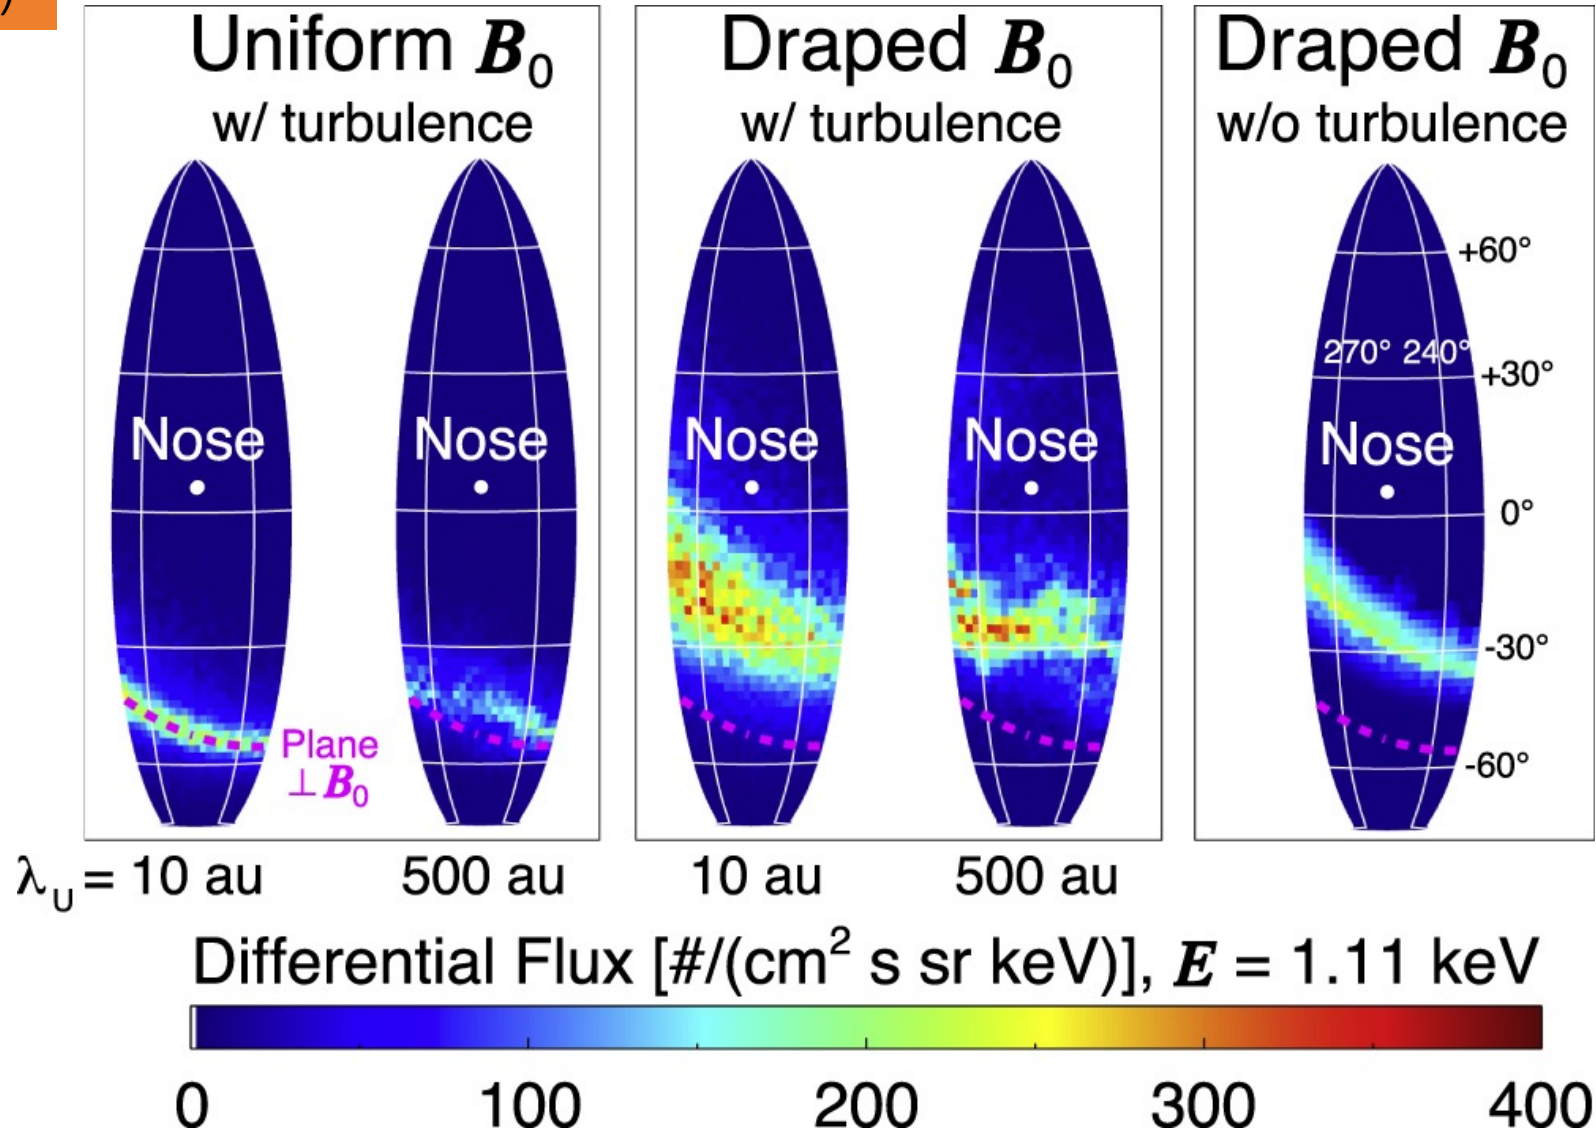 )
Uniform B₀
w/ turbulence
Draped B₀
w/ turbulence
Draped B₀
w/o turbulence
Nose
Nose
Nose
Nose
Nose
+60°
270° 240°
+30°
0°
-30°
-60°
Plane
⊥ B₀
λ_U = 10 au
500 au
10 au
500 au
Differential Flux [#/(cm² s sr keV)], E = 1.11 keV
0 100 200 300 400